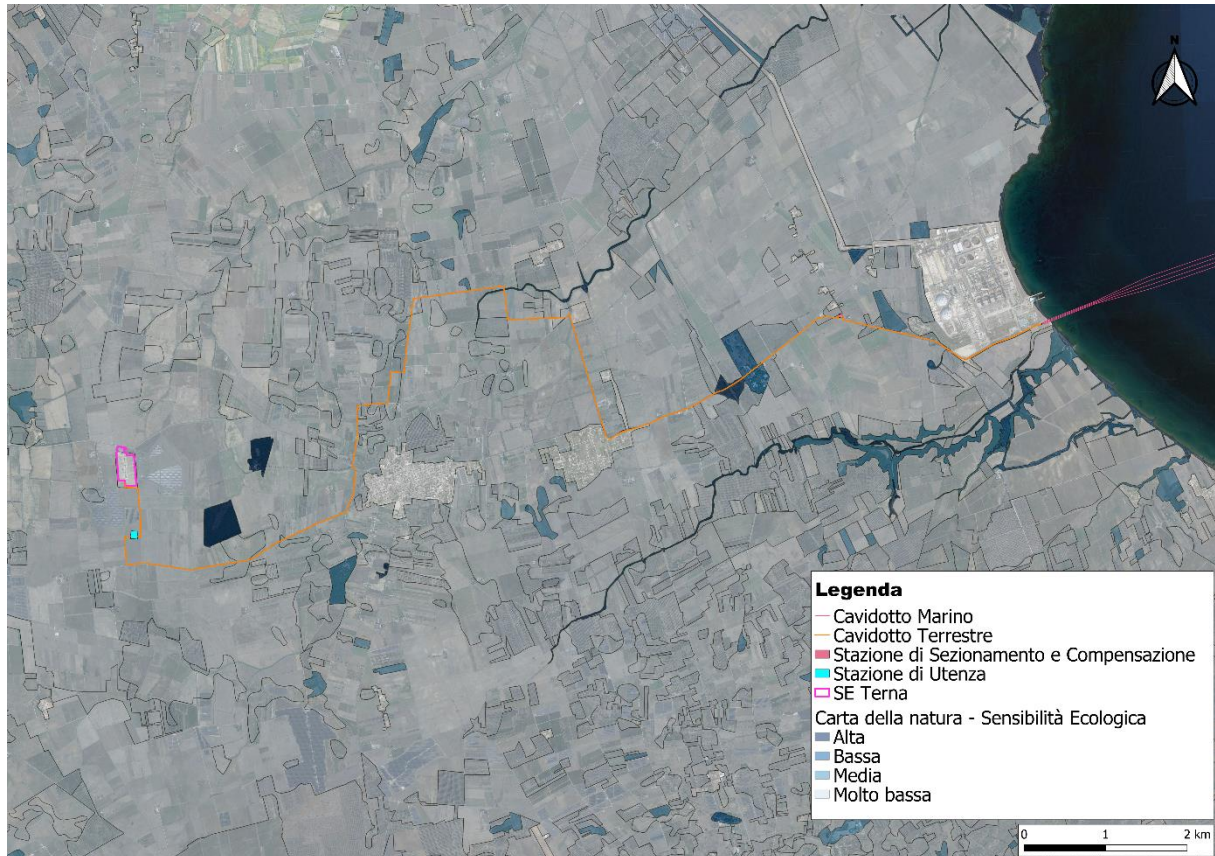 N
Legenda
Cavidotto Marino
Cavidotto Terrestre
Stazione di Sezionamento e Compensazione
Stazione di Utenza
SE Terna
Carta della natura - Sensibilità Ecologica
Alta
Bassa
Media
Molto bassa
0 1 2 km